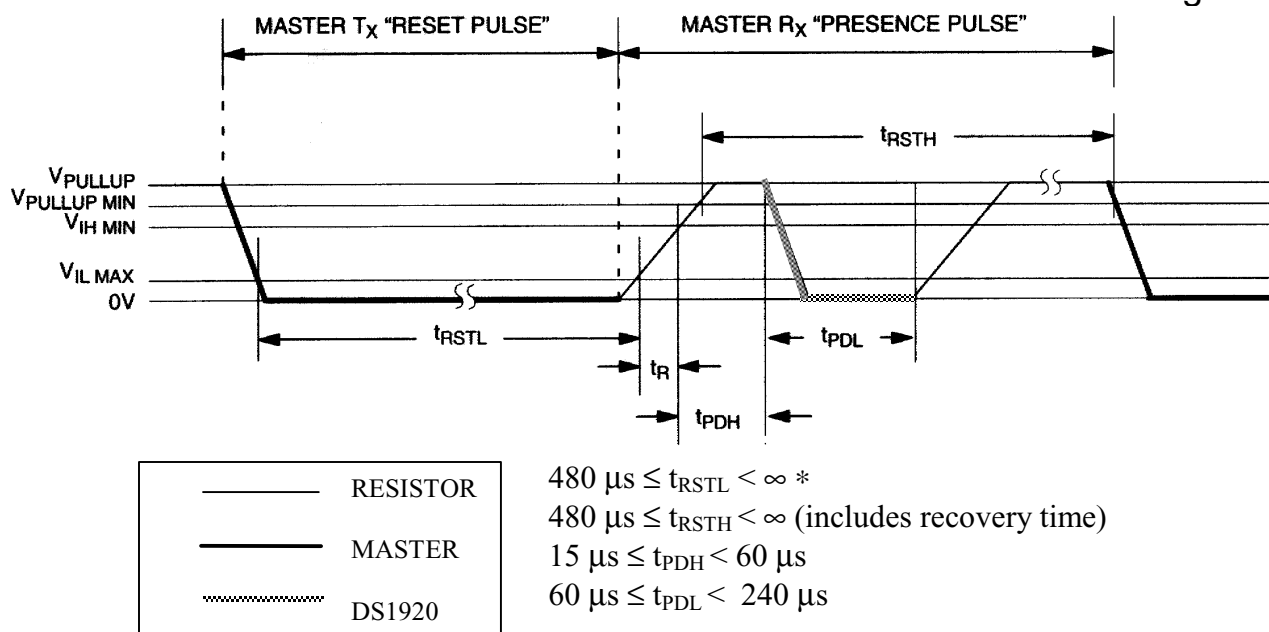 MASTER TX “RESET PULSE”
MASTER RX “PRESENCE PULSE”
tRSTH
VPULLUP
VPULLUP MIN
VIH MIN
VIL MAX
0V
tRSTL
tPDL
tR
tPDH
RESISTOR
MASTER
DS1920
480 μs ≤ tRSTL < ∞ *
480 μs ≤ tRSTH < ∞ (includes recovery time)
15 μs ≤ tPDH < 60 μs
60 μs ≤ tPDL < 240 μs